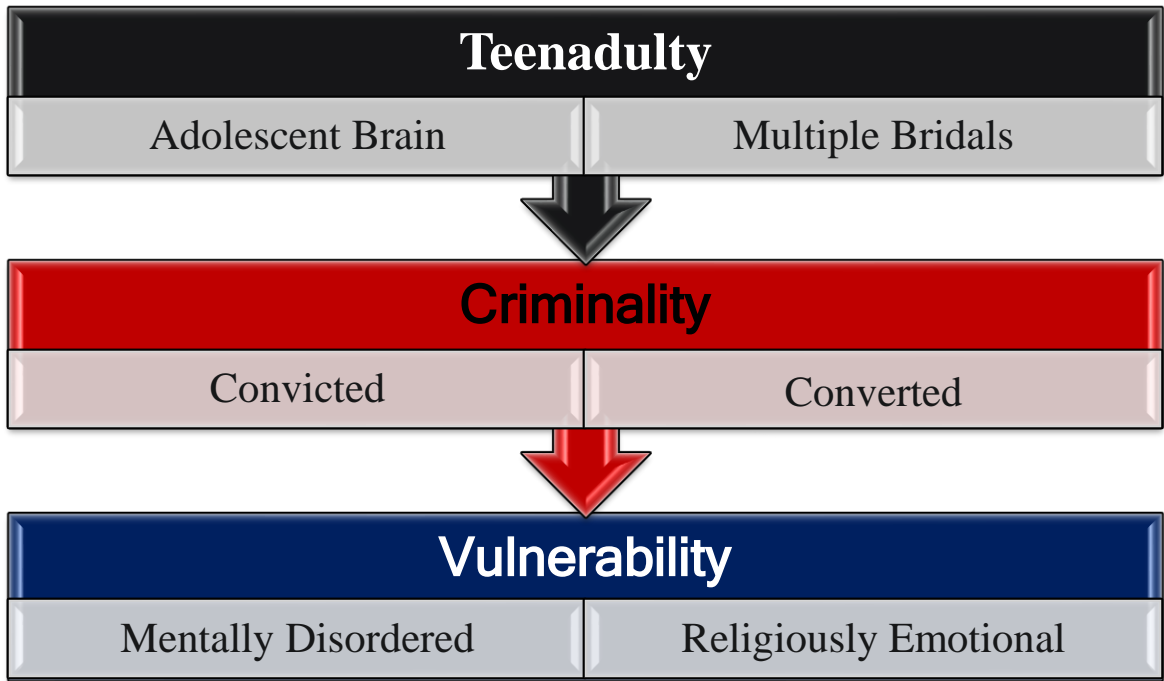 Teenadulty
Adolescent Brain
Multiple Bridals
Criminality
Convicted
Converted
Vulnerability
Mentally Disordered
Religiously Emotional